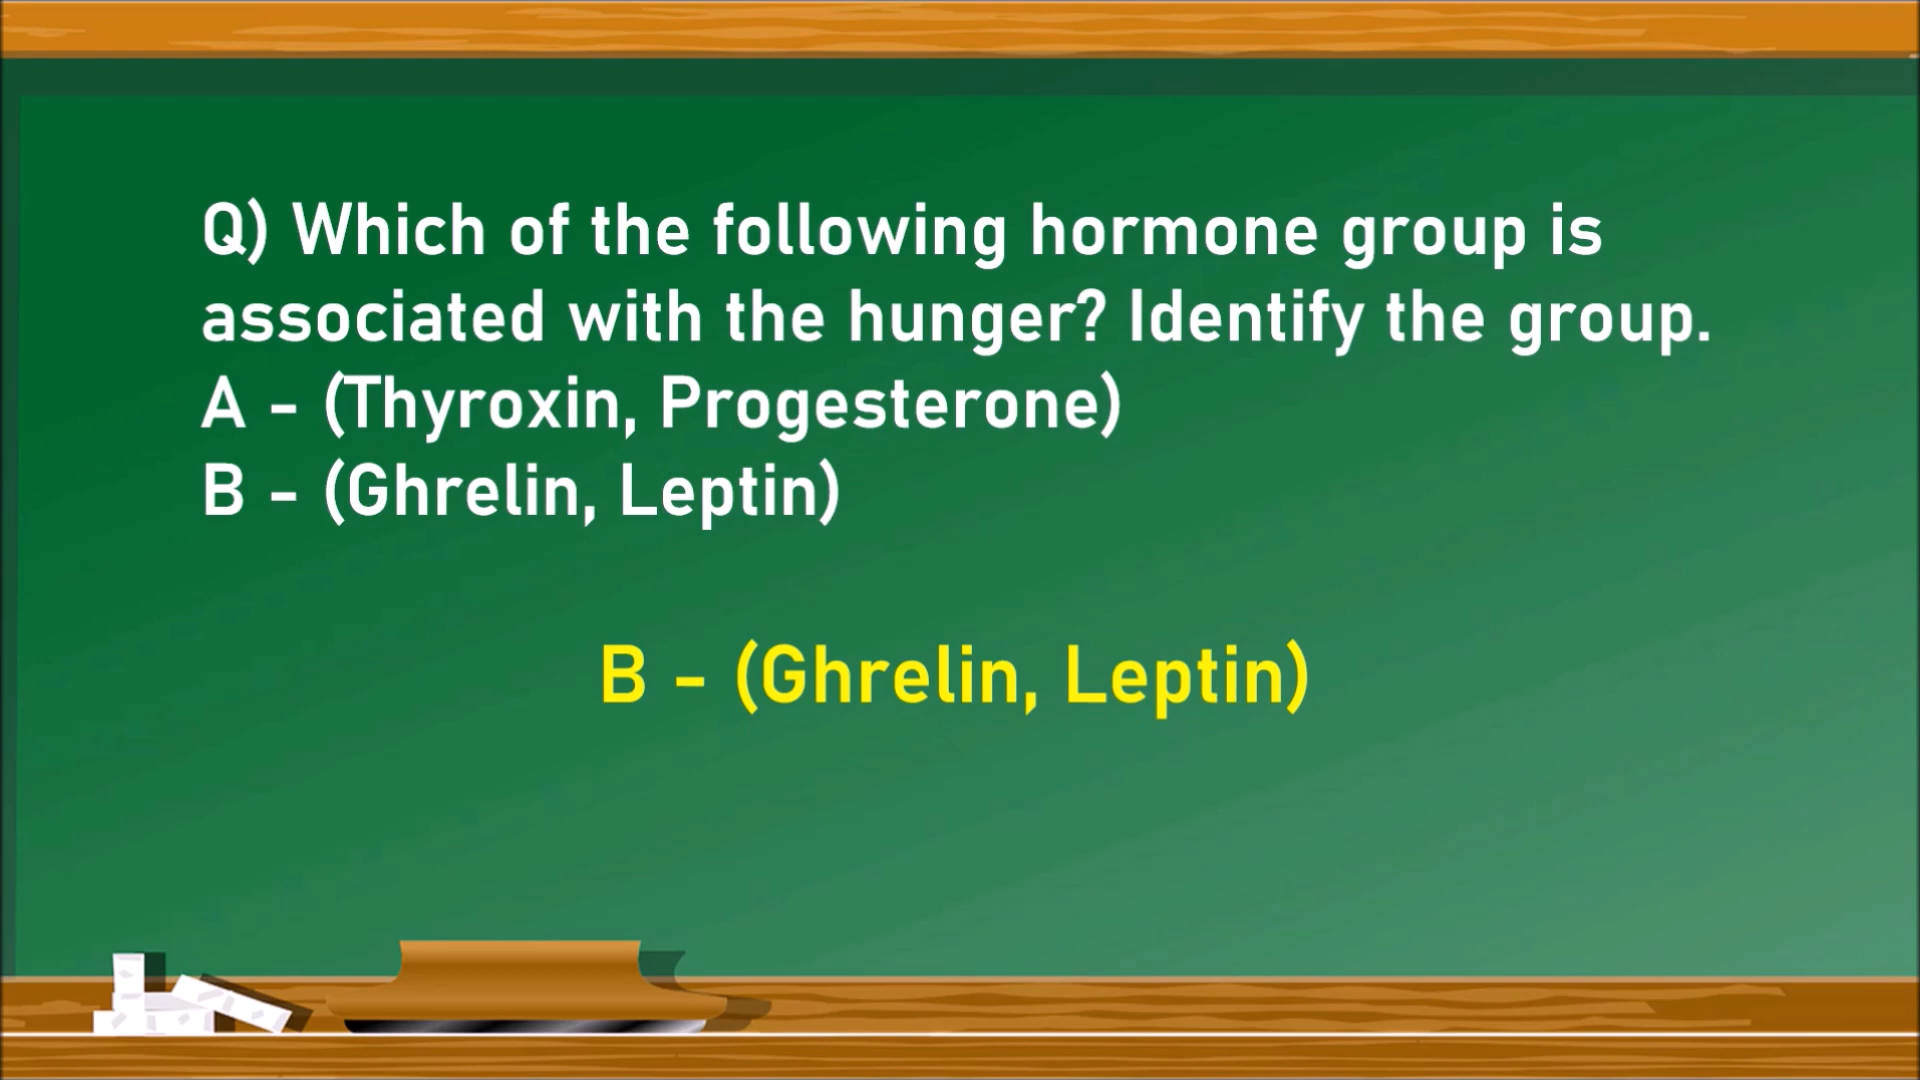 Q) Which of the following hormone group is
associated with the hunger? Identify the group.
A - (Thyroxin, Progesterone)
B - (Ghrelin, Leptin)
B - (Ghrelin, Leptin)